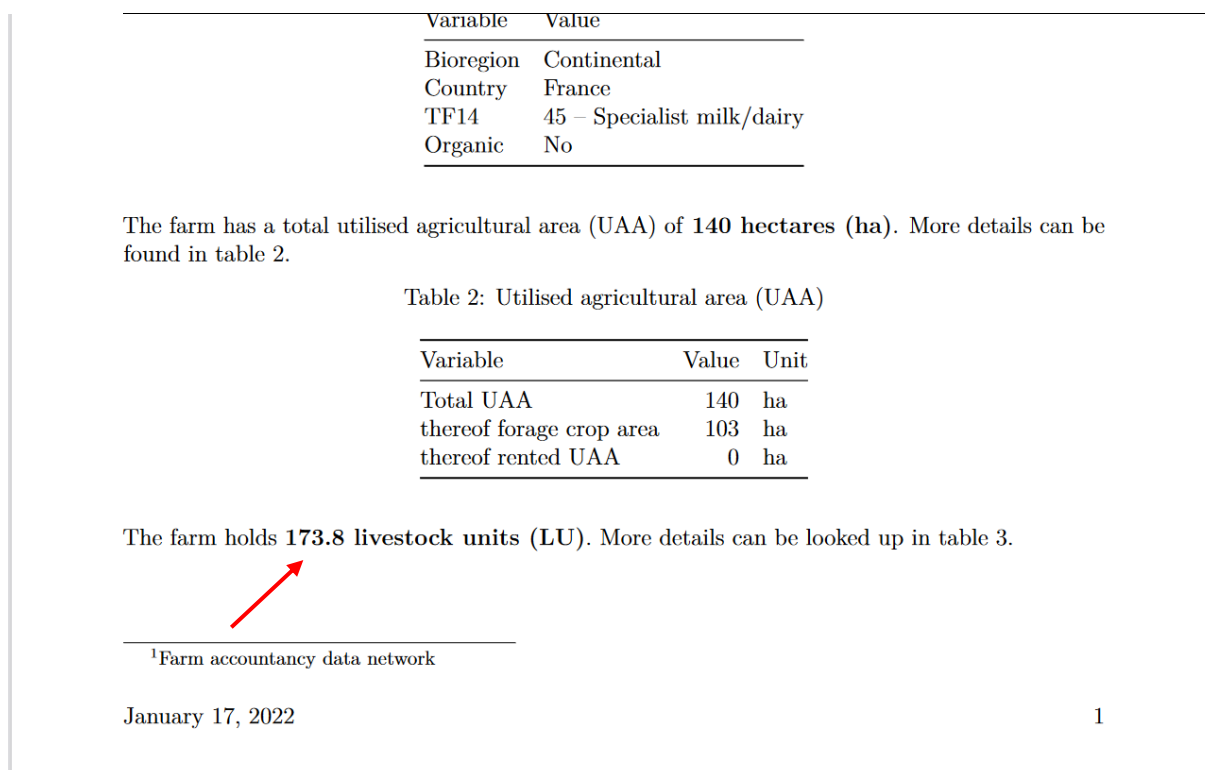 Variable Value
Bioregion Continental
Country France
TF14 45 – Specialist milk/dairy
Organic No
The farm has a total utilised agricultural area (UAA) of 140 hectares (ha). More details can be
found in table 2.
Table 2: Utilised agricultural area (UAA)
Variable Value Unit
Total UAA 140 ha
thereof forage crop area 103 ha
thereof rented UAA 0 ha
The farm holds 173.8 livestock units (LU). More details can be looked up in table 3.
¹Farm accountancy data network
January 17, 2022 1